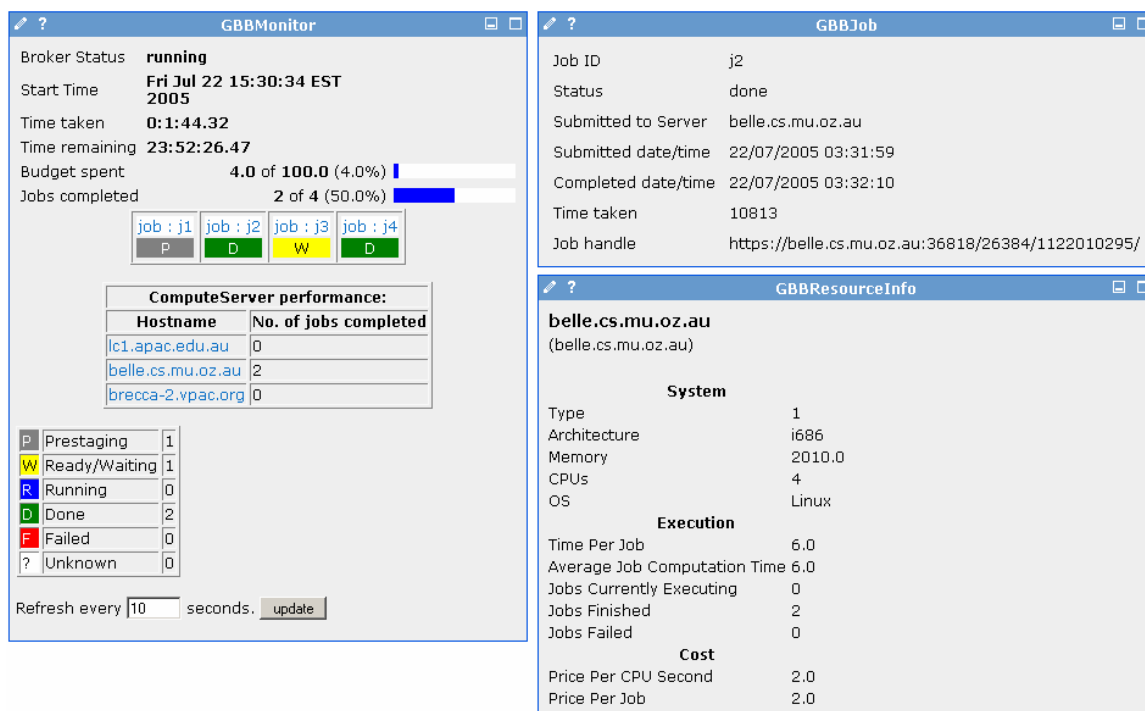 GBBMonitor
Broker Status running
Start Time Fri Jul 22 15:30:34 EST
2005
Time taken 0:1:44.32
Time remaining 23:52:26.47
Budget spent 4.0 of 100.0 (4.0%)
Jobs completed 2 of 4 (50.0%)
job : j1 job : j2 job : j3 job : j4
P D W D
ComputeServer performance:
Hostname No. of jobs completed
lc1.apac.edu.au 0
belle.cs.mu.oz.au 2
brecca-2.vpac.org 0
P Prestaging 1
W Ready/Waiting 1
R Running 0
D Done 2
F Failed 0
? Unknown 0
Refresh every 10 seconds. update
GBBJob
Job ID j2
Status done
Submitted to Server belle.cs.mu.oz.au
Submitted date/time 22/07/2005 03:31:59
Completed date/time 22/07/2005 03:32:10
Time taken 10813
Job handle https://belle.cs.mu.oz.au:36818/26384/1122010295/
GBBResourceInfo
belle.cs.mu.oz.au
(belle.cs.mu.oz.au)
System
Type 1
Architecture i686
Memory 2010.0
CPUs 4
OS Linux
Execution
Time Per Job 6.0
Average Job Computation Time 6.0
Jobs Currently Executing 0
Jobs Finished 2
Jobs Failed 0
Cost
Price Per CPU Second 2.0
Price Per Job 2.0